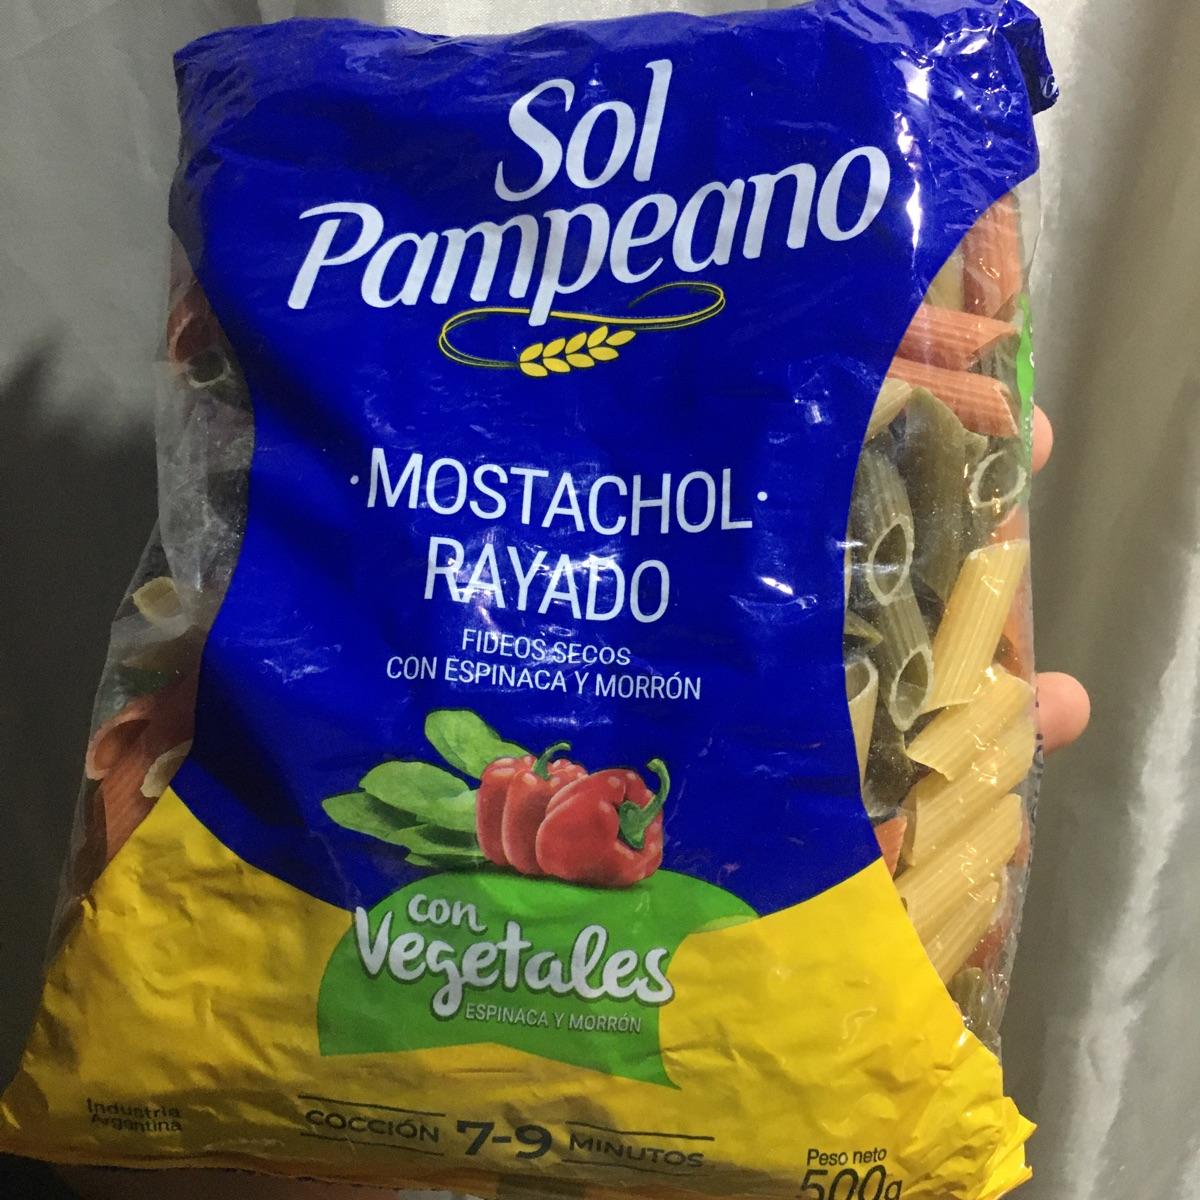 Sol
Pampeano
·MOSTACHOL·
RAYADO
FIDEOS SECOS
CON ESPINACA Y MORRÓN
con
Vegetales
ESPINACA Y MORRÓN
Industria
Argentina
COCCIÓN 7-9 MINUTOS
Peso neto
500g